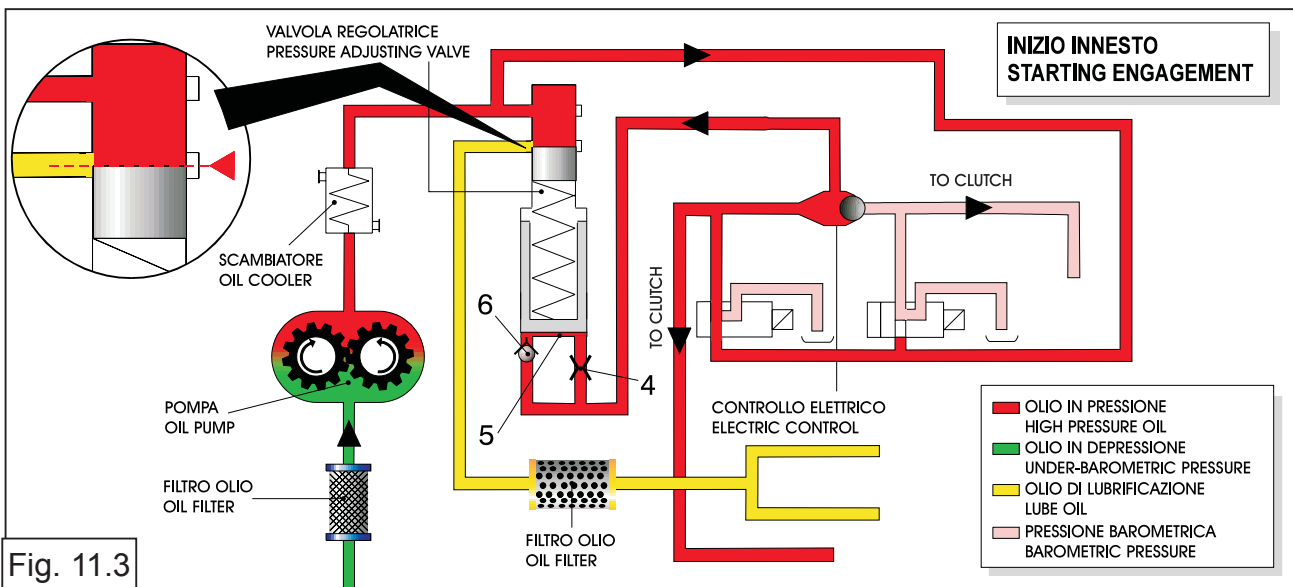 VALVOLA REGOLATRICE
PRESSURE ADJUSTING VALVE
INIZIO INNESTO
STARTING ENGAGEMENT
TO CLUTCH
SCAMBIATORE
OIL COOLER
TO CLUTCH
6
4
5
POMPA
OIL PUMP
CONTROLLO ELETTRICO
ELECTRIC CONTROL
FILTRO OLIO
OIL FILTER
FILTRO OLIO
OIL FILTER
OLIO IN PRESSIONE
HIGH PRESSURE OIL
OLIO IN DEPRESSIONE
UNDER-BAROMETRIC PRESSURE
OLIO DI LUBRIFICAZIONE
LUBE OIL
PRESSIONE BAROMETRICA
BAROMETRIC PRESSURE
Fig. 11.3